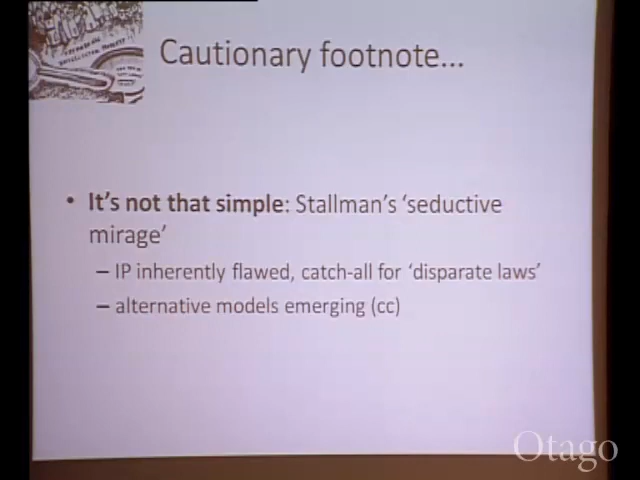 Cautionary footnote...
• It's not that simple: Stallman's 'seductive
mirage'
– IP inherently flawed, catch-all for 'disparate laws'
– alternative models emerging (cc)
Otago